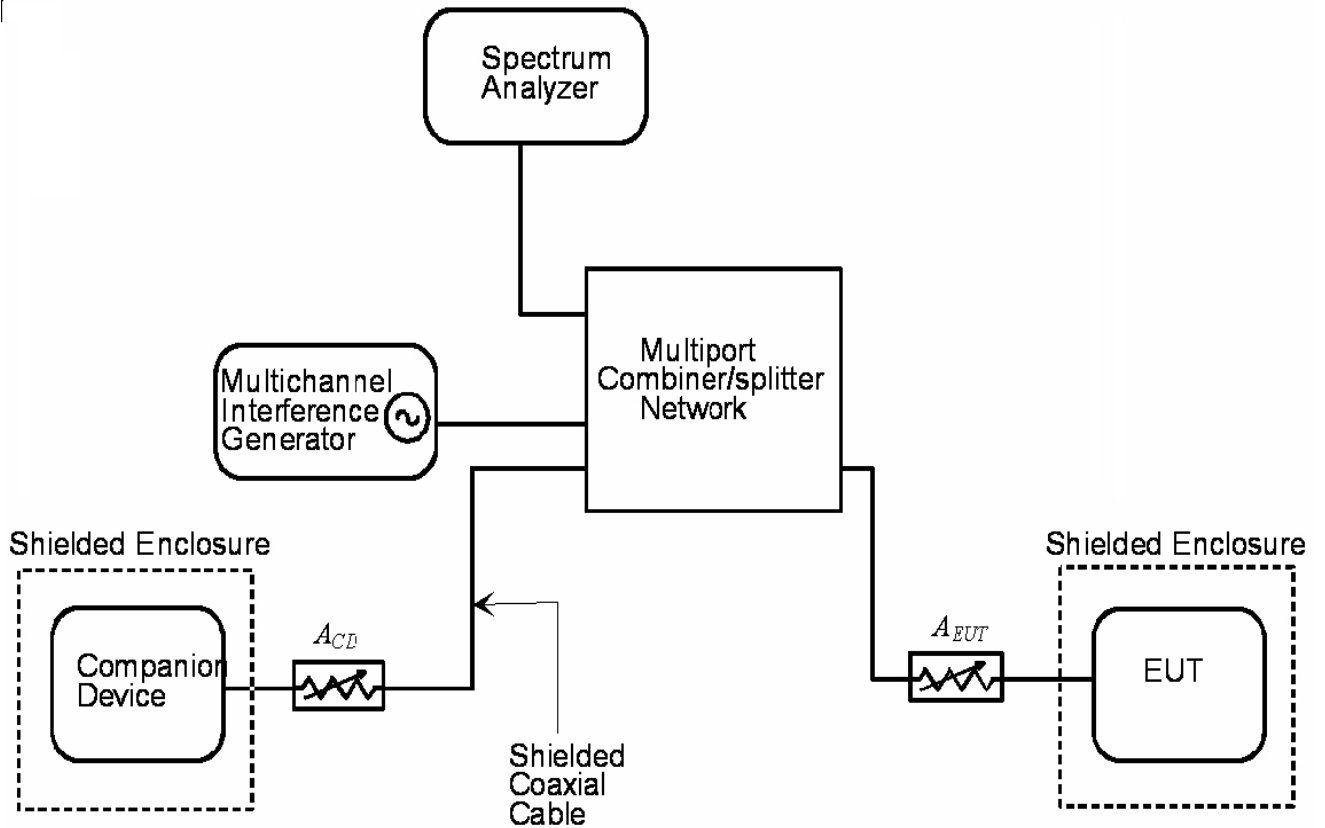 Spectrum
Analyzer
Multiport
Combiner/splitter
Network
Multichannel
Interference
Generator
Shielded Enclosure
Shielded Enclosure
A_CD
A_EUT
Companion
Device
EUT
Shielded
Coaxial
Cable